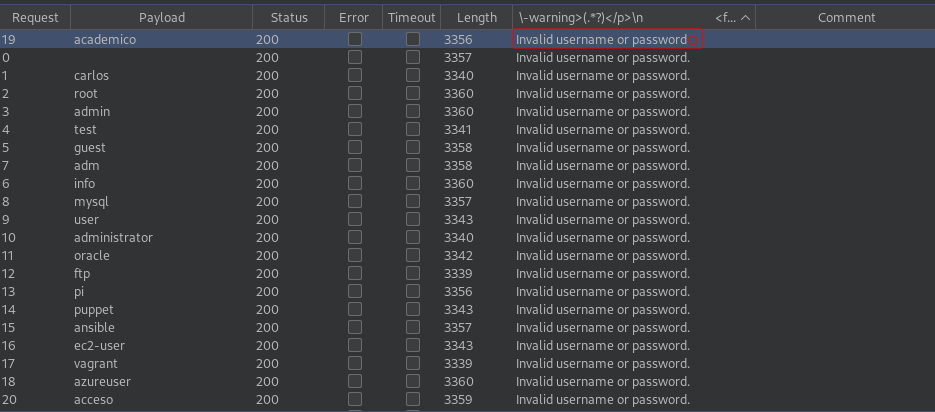 Request Payload Status Error Timeout Length \-warning>(.*?)</p>\n <f... Comment
19 academico 200 3356 Invalid username or password
0 200 3357 Invalid username or password.
1 carlos 200 3340 Invalid username or password.
2 root 200 3360 Invalid username or password.
3 admin 200 3360 Invalid username or password.
4 test 200 3341 Invalid username or password.
5 guest 200 3358 Invalid username or password.
7 adm 200 3358 Invalid username or password.
6 info 200 3360 Invalid username or password.
8 mysql 200 3357 Invalid username or password.
9 user 200 3343 Invalid username or password.
10 administrator 200 3340 Invalid username or password.
11 oracle 200 3342 Invalid username or password.
12 ftp 200 3339 Invalid username or password.
13 pi 200 3356 Invalid username or password.
14 puppet 200 3343 Invalid username or password.
15 ansible 200 3357 Invalid username or password.
16 ec2-user 200 3343 Invalid username or password.
17 vagrant 200 3339 Invalid username or password.
18 azureuser 200 3360 Invalid username or password.
20 acceso 200 3359 Invalid username or password.